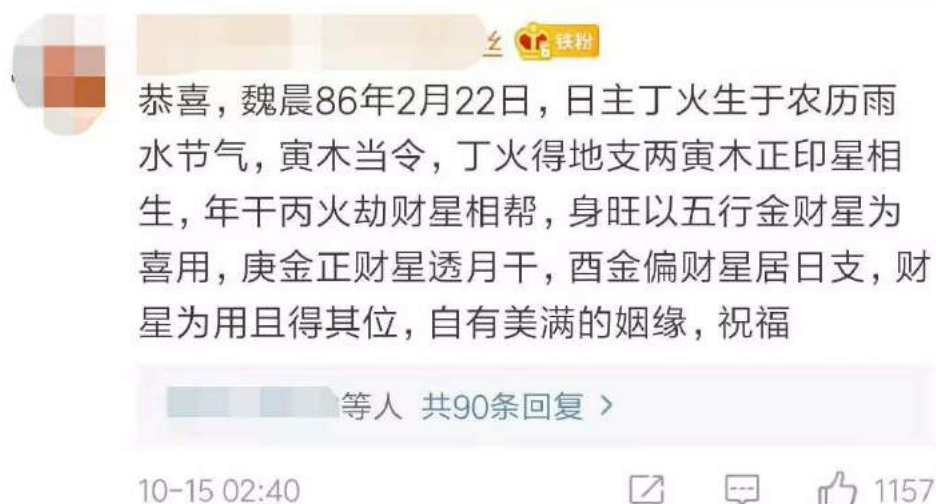 丝 6 铁粉
恭喜，魏晨86年2月22日，日主丁火生于农历雨
水节气，寅木当令，丁火得地支两寅木正印星相
生，年干丙火劫财星相帮，身旺以五行金财星为
喜用，庚金正财星透月干，酉金偏财星居日支，财
星为用且得其位，自有美满的姻缘，祝福
等人 共90条回复 >
10-15 02:40 1157